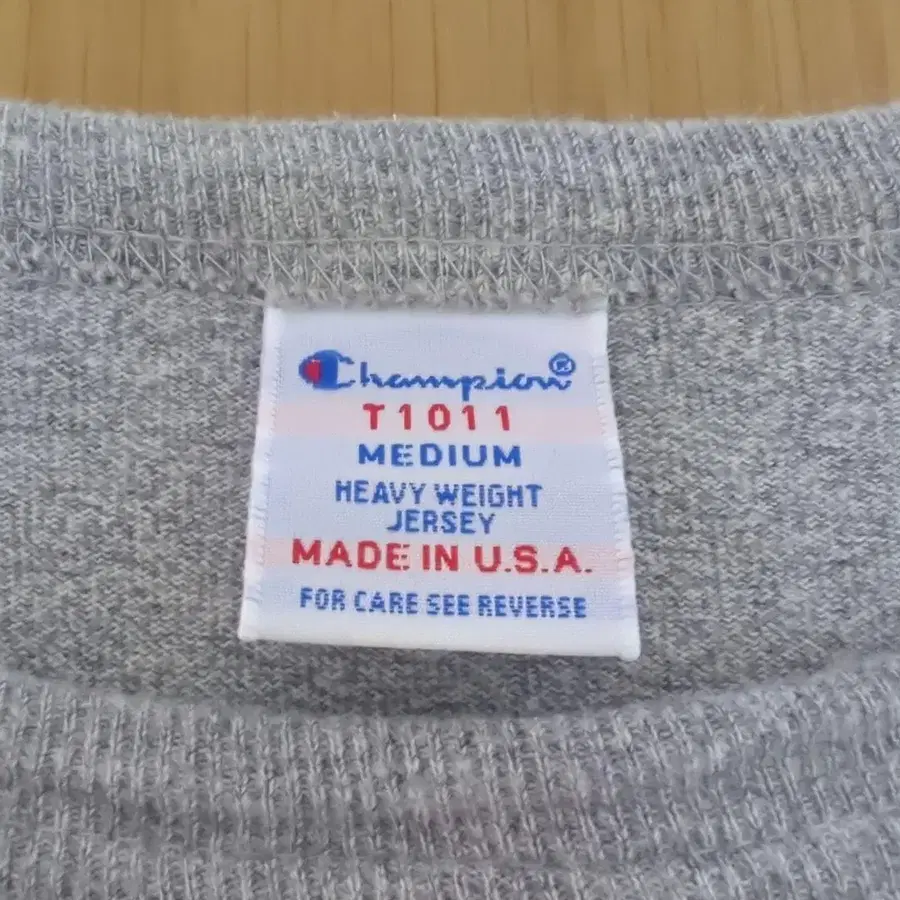 Champion®
T1011
MEDIUM
HEAVY WEIGHT
JERSEY
MADE IN U.S.A.
FOR CARE SEE REVERSE